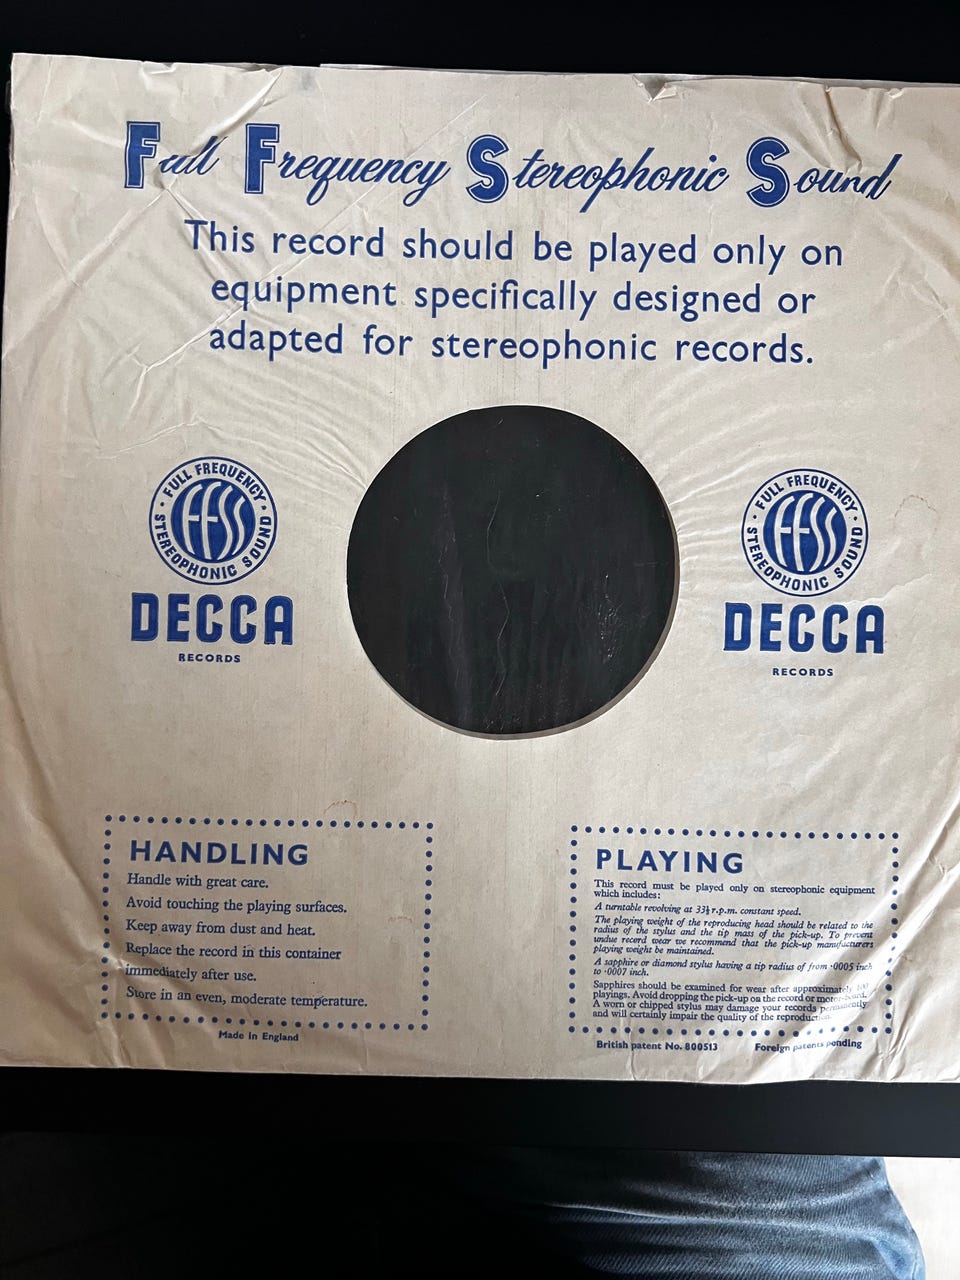 Full Frequency Stereophonic Sound
This record should be played only on
equipment specifically designed or
adapted for stereophonic records.
FULL FREQUENCY
STEREOPHONIC SOUND
FFSS
DECCA
RECORDS
FULL FREQUENCY
STEREOPHONIC SOUND
FFSS
DECCA
RECORDS
HANDLING
Handle with great care.
Avoid touching the playing surfaces.
Keep away from dust and heat.
Replace the record in this container
immediately after use.
Store in an even, moderate temperature.
Made in England
PLAYING
This record must be played only on stereophonic equipment
which includes:
A turntable revolving at 33⅓ r.p.m. constant speed.
The playing weight of the reproducing head should be related to the
radius of the stylus and the tip mass of the pick-up. To prevent
undue record wear we recommend that the pick-up manufacturers
playing weight be maintained.
A sapphire or diamond stylus having a tip radius of from ·0005 inch
to ·0007 inch.
Sapphires should be examined for wear after approximately 100
playings. Avoid dropping the pick-up on the record or motor-board.
A worn or chipped stylus may damage your records permanently
and will certainly impair the quality of the reproduction.
British patent No. 800513 Foreign patents pending